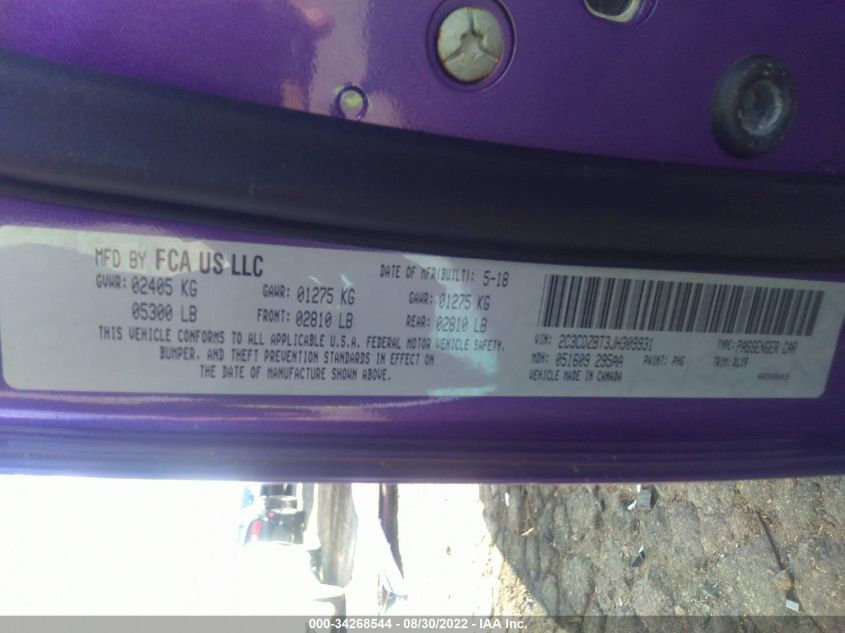 MFD BY FCA US LLC
DATE OF MFR(BUILT): 5-18
GVWR: 02405 KG
05300 LB
GAWR: 01275 KG
FRONT: 02810 LB
GAWR: 01275 KG
REAR: 02810 LB
THIS VEHICLE CONFORMS TO ALL APPLICABLE U.S.A. FEDERAL MOTOR VEHICLE SAFETY,
BUMPER, AND THEFT PREVENTION STANDARDS IN EFFECT ON
THE DATE OF MANUFACTURE SHOWN ABOVE.
VIN: 2C3CDZBT3JH309931 TYPE: PASSENGER CAR
MDH: 051609 295AA PAINT: PHG TRIM: RLX9
VEHICLE MADE IN CANADA
000-34268544 - 08/30/2022 - IAA Inc.